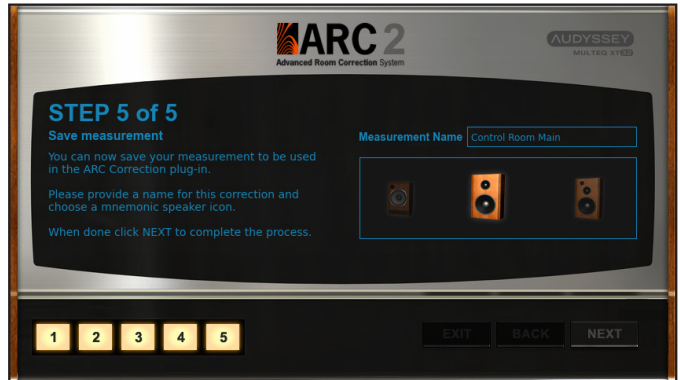 ARC 2
Advanced Room Correction System
AUDYSSEY
MULTEQ XT32
STEP 5 of 5
Save measurement
You can now save your measurement to be used
in the ARC Correction plug-in.
Please provide a name for this correction and
choose a mnemonic speaker icon.
When done click NEXT to complete the process.
Measurement Name Control Room Main
1 2 3 4 5
EXIT BACK NEXT